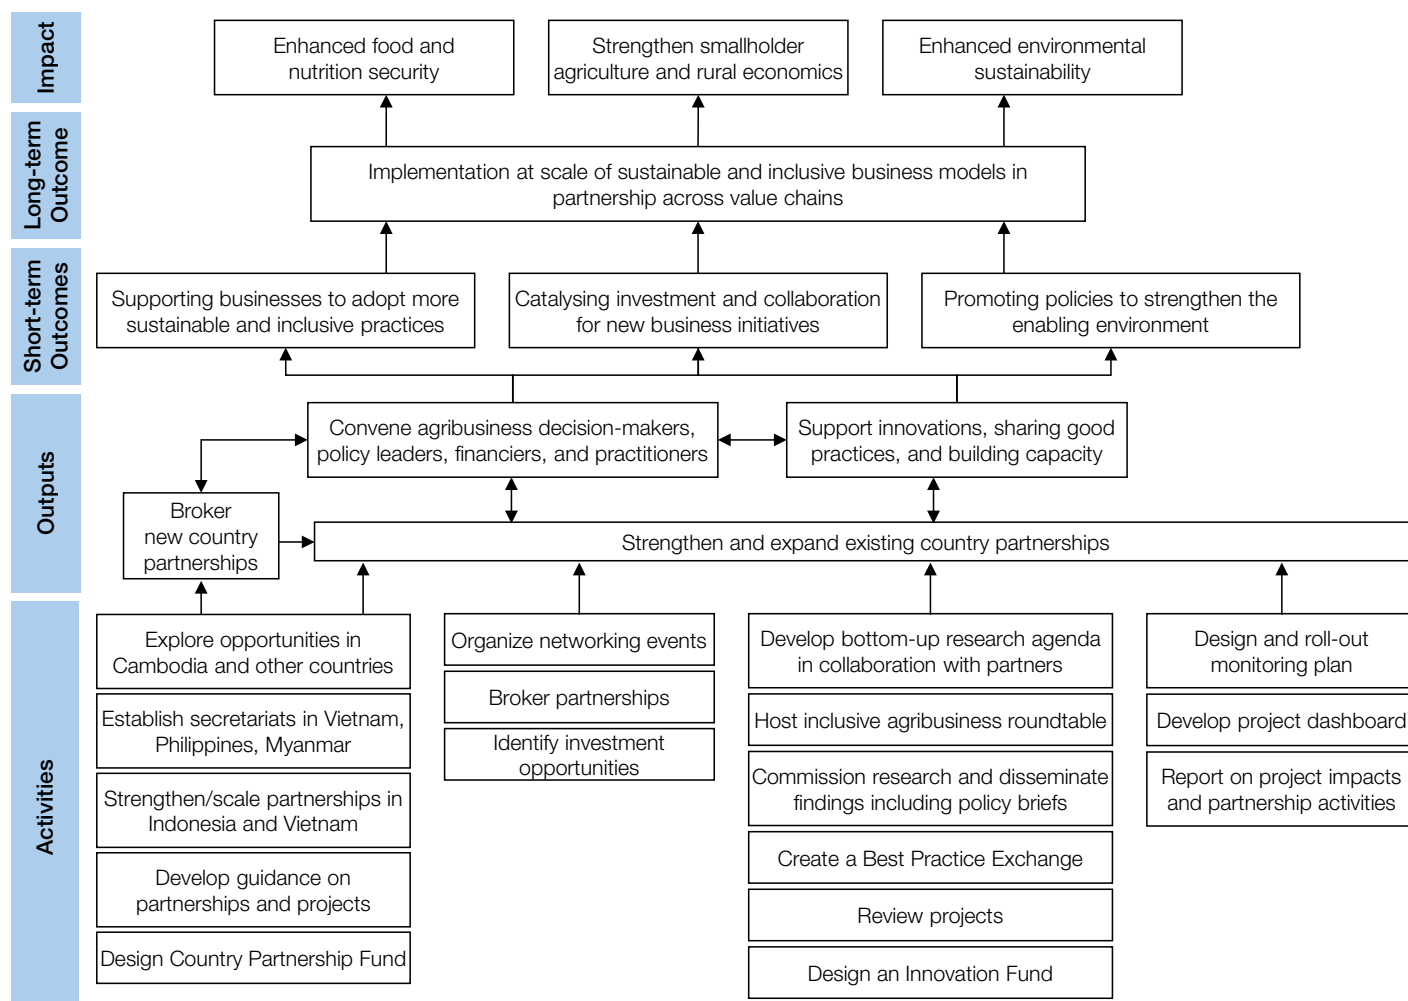 Impact
Enhanced food and
nutrition security
Strengthen smallholder
agriculture and rural economics
Enhanced environmental
sustainability
Long-term
Outcome
Implementation at scale of sustainable and inclusive business models in
partnership across value chains
Short-term
Outcomes
Supporting businesses to adopt more
sustainable and inclusive practices
Catalysing investment and collaboration
for new business initiatives
Promoting policies to strengthen the
enabling environment
Outputs
Convene agribusiness decision-makers,
policy leaders, financiers, and practitioners
Support innovations, sharing good
practices, and building capacity
Broker
new country
partnerships
Strengthen and expand existing country partnerships
Activities
Explore opportunities in
Cambodia and other countries
Establish secretariats in Vietnam,
Philippines, Myanmar
Strengthen/scale partnerships in
Indonesia and Vietnam
Develop guidance on
partnerships and projects
Design Country Partnership Fund
Organize networking events
Broker partnerships
Identify investment
opportunities
Develop bottom-up research agenda
in collaboration with partners
Host inclusive agribusiness roundtable
Commission research and disseminate
findings including policy briefs
Create a Best Practice Exchange
Review projects
Design an Innovation Fund
Design and roll-out
monitoring plan
Develop project dashboard
Report on project impacts
and partnership activities